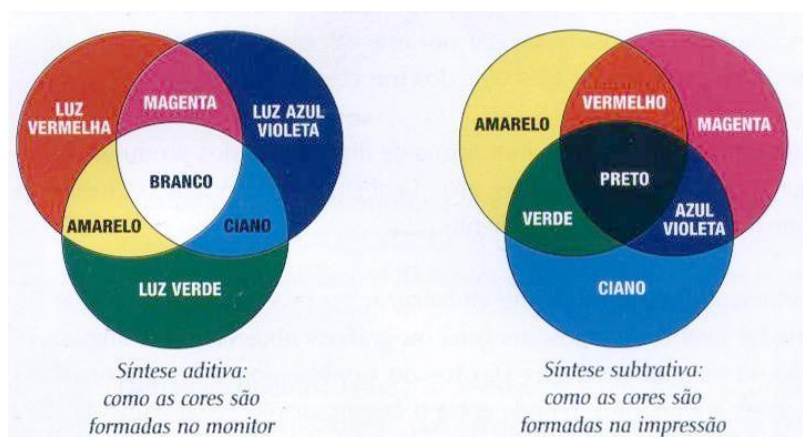 LUZ
VERMELHA
MAGENTA
LUZ AZUL
VIOLETA
BRANCO
AMARELO
CIANO
LUZ VERDE
Síntese aditiva:
como as cores são
formadas no monitor
AMARELO
VERMELHO
MAGENTA
PRETO
VERDE
AZUL
VIOLETA
CIANO
Síntese subtrativa:
como as cores são
formadas na impressão